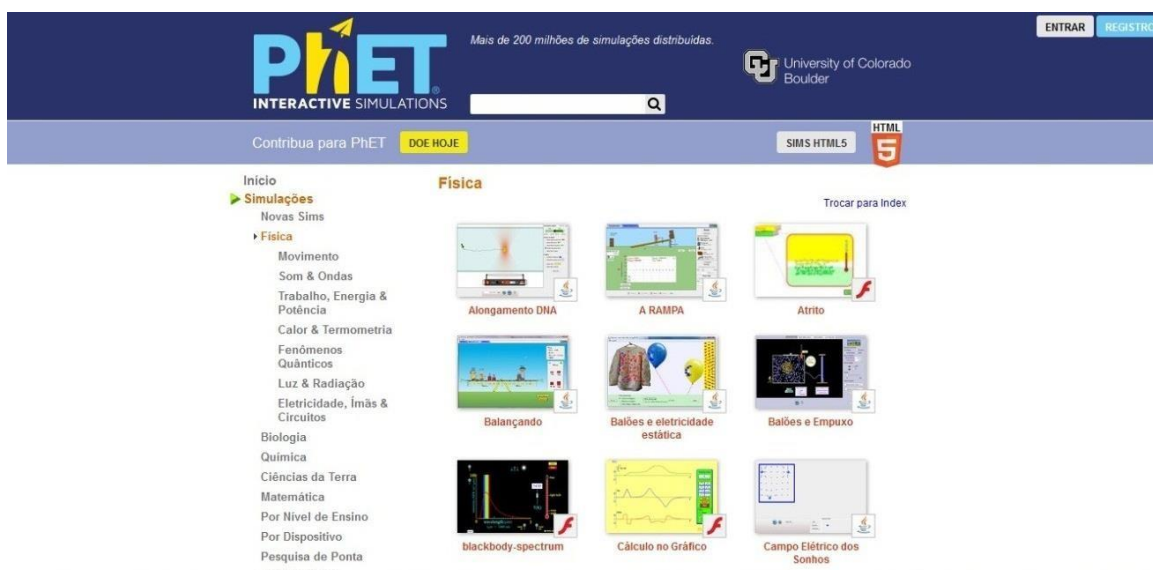 PhET
INTERACTIVE SIMULATIONS
Mais de 200 milhões de simulações distribuídas.
University of Colorado
Boulder
ENTRAR
REGISTRO
Contribua para PhET
DOE HOJE
SIMS HTML5
HTML
5
Início
Simulações
Novas Sims
Física
Movimento
Som & Ondas
Trabalho, Energia &
Potência
Calor & Termometria
Fenômenos
Quânticos
Luz & Radiação
Eletricidade, Ímãs &
Circuitos
Biologia
Química
Ciências da Terra
Matemática
Por Nível de Ensino
Por Dispositivo
Pesquisa de Ponta
Física
Trocar para Index
Alongamento DNA
A RAMPA
Atrito
Balançando
Balões e eletricidade
estática
Balões e Empuxo
blackbody-spectrum
Cálculo no Gráfico
Campo Elétrico dos
Sonhos